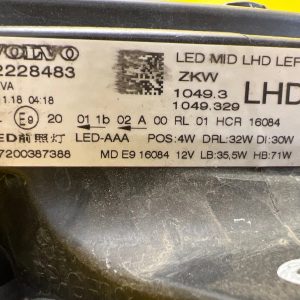 VOLVO
2228483
VA
1.18 04:18
LED MID LHD LEF
ZKW
1049.3
1049.329
LHD
E9 20 01 1b 02 A 00 RL 01 HCR 16084
ED前照灯 LED-AAA POS:4W DRL:32W DI:30W
7200387388 MD E9 16084 12V LB:35,5W HB:71W